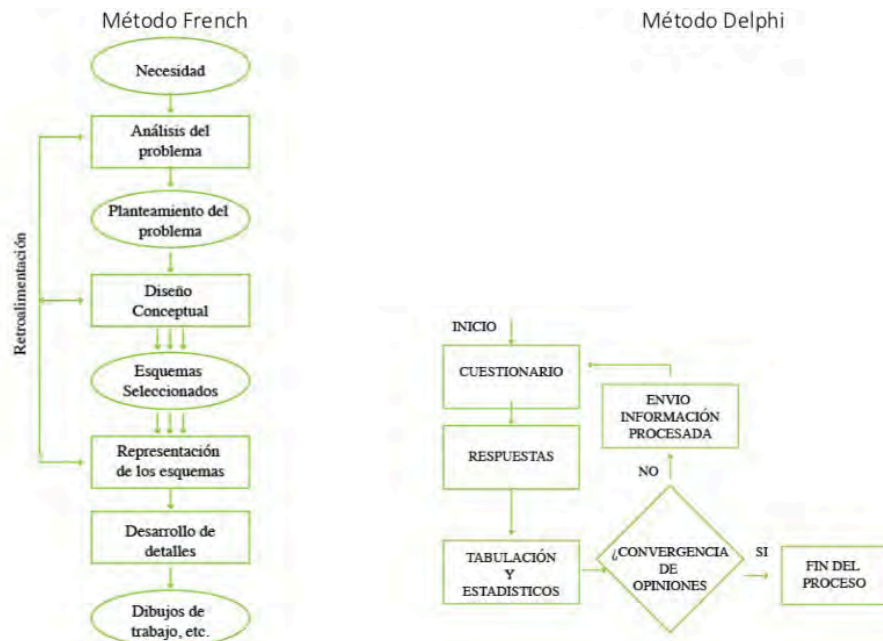 Método French
Necesidad
Análisis del
problema
Planteamiento del
problema
Diseño
Conceptual
Esquemas
Seleccionados
Representación
de los esquemas
Desarrollo de
detalles
Dibujos de
trabajo, etc.
Retroalimentación
Método Delphi
INICIO
CUESTIONARIO
RESPUESTAS
TABULACIÓN
Y
ESTADISTICOS
¿CONVERGENCIA
DE
OPINIONES
NO
ENVIO
INFORMACIÓN
PROCESADA
SI
FIN DEL
PROCESO